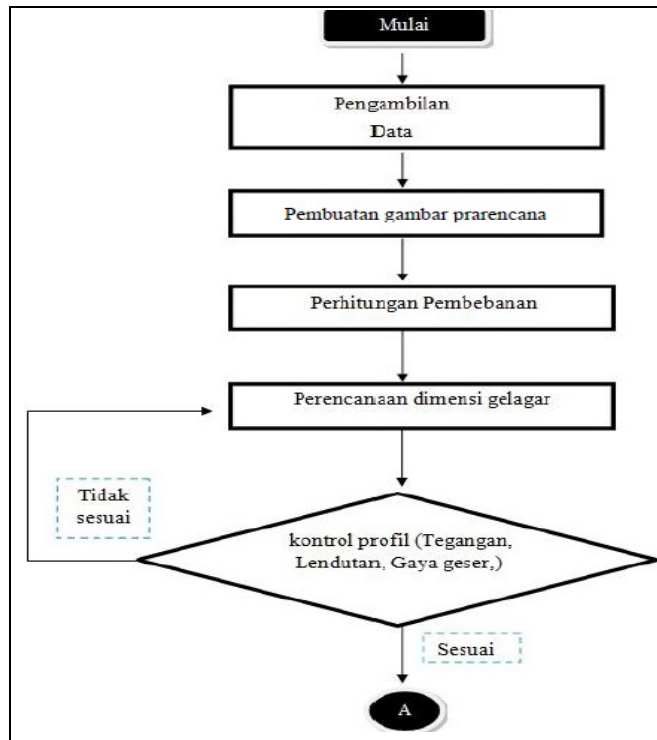 Mulai
Pengambilan
Data
Pembuatan gambar prarencana
Perhitungan Pembebanan
Perencanaan dimensi gelagar
Tidak
sesuai
kontrol profil (Tegangan,
Lendutan, Gaya geser,)
Sesuai
A